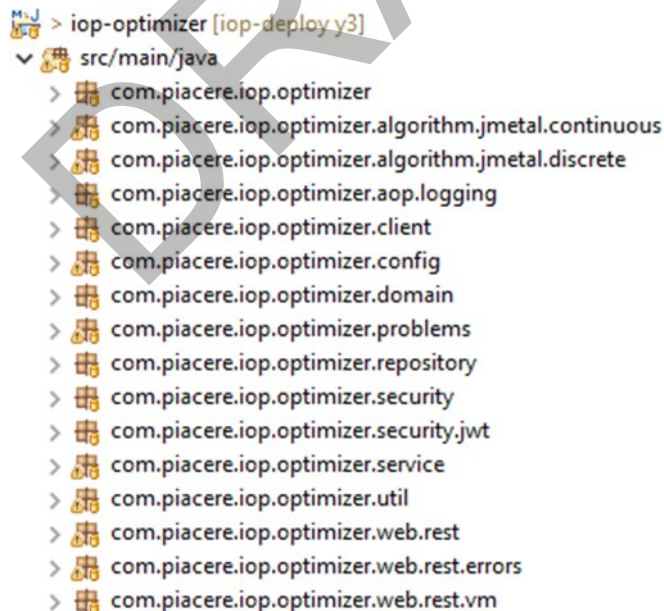 > iop-optimizer [iop-deploy y3]
src/main/java
com.piacere.iop.optimizer
com.piacere.iop.optimizer.algorithm.jmetal.continuous
com.piacere.iop.optimizer.algorithm.jmetal.discrete
com.piacere.iop.optimizer.aop.logging
com.piacere.iop.optimizer.client
com.piacere.iop.optimizer.config
com.piacere.iop.optimizer.domain
com.piacere.iop.optimizer.problems
com.piacere.iop.optimizer.repository
com.piacere.iop.optimizer.security
com.piacere.iop.optimizer.security.jwt
com.piacere.iop.optimizer.service
com.piacere.iop.optimizer.util
com.piacere.iop.optimizer.web.rest
com.piacere.iop.optimizer.web.rest.errors
com.piacere.iop.optimizer.web.rest.vm